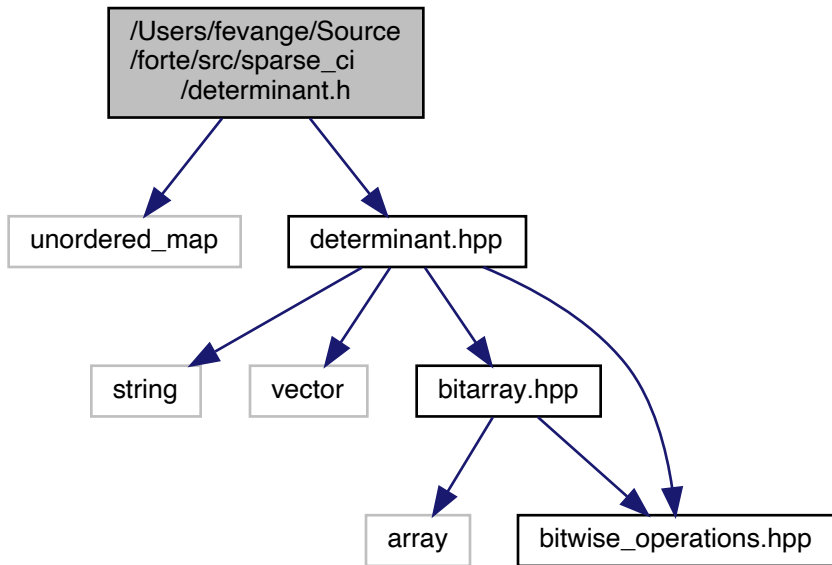 /Users/fevange/Source
/forte/src/sparse_ci
/determinant.h
unordered_map
determinant.hpp
string
vector
bitarray.hpp
array
bitwise_operations.hpp